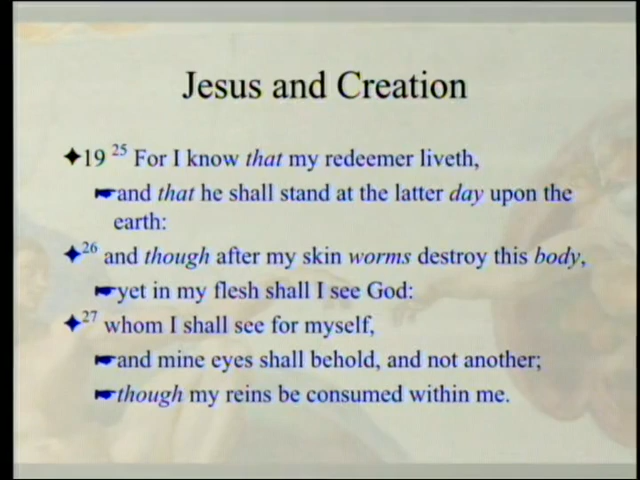 Jesus and Creation
✦19 25 For I know that my redeemer liveth,
☛and that he shall stand at the latter day upon the
earth:
✦26 and though after my skin worms destroy this body,
☛yet in my flesh shall I see God:
✦27 whom I shall see for myself,
☛and mine eyes shall behold, and not another;
☛though my reins be consumed within me.